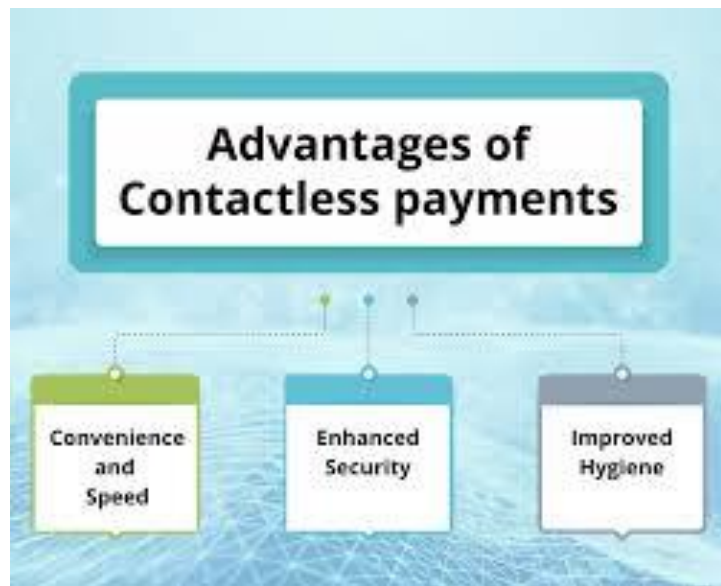 Advantages of
Contactless payments
Convenience
and
Speed
Enhanced
Security
Improved
Hygiene